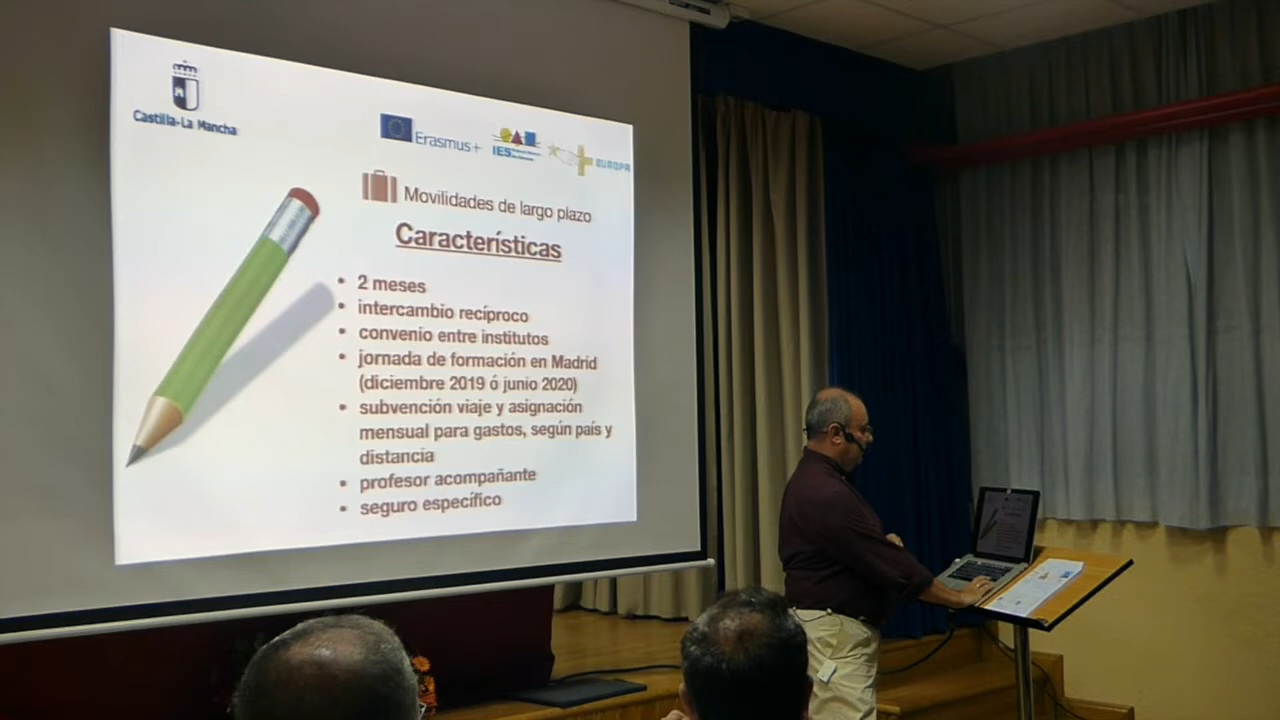 Castilla-La Mancha
Erasmus+
IES
EUROPA
Movilidades de largo plazo
Características
• 2 meses
• intercambio recíproco
• convenio entre institutos
• jornada de formación en Madrid
(diciembre 2019 ó junio 2020)
• subvención viaje y asignación
mensual para gastos, según país y
distancia
• profesor acompañante
• seguro específico